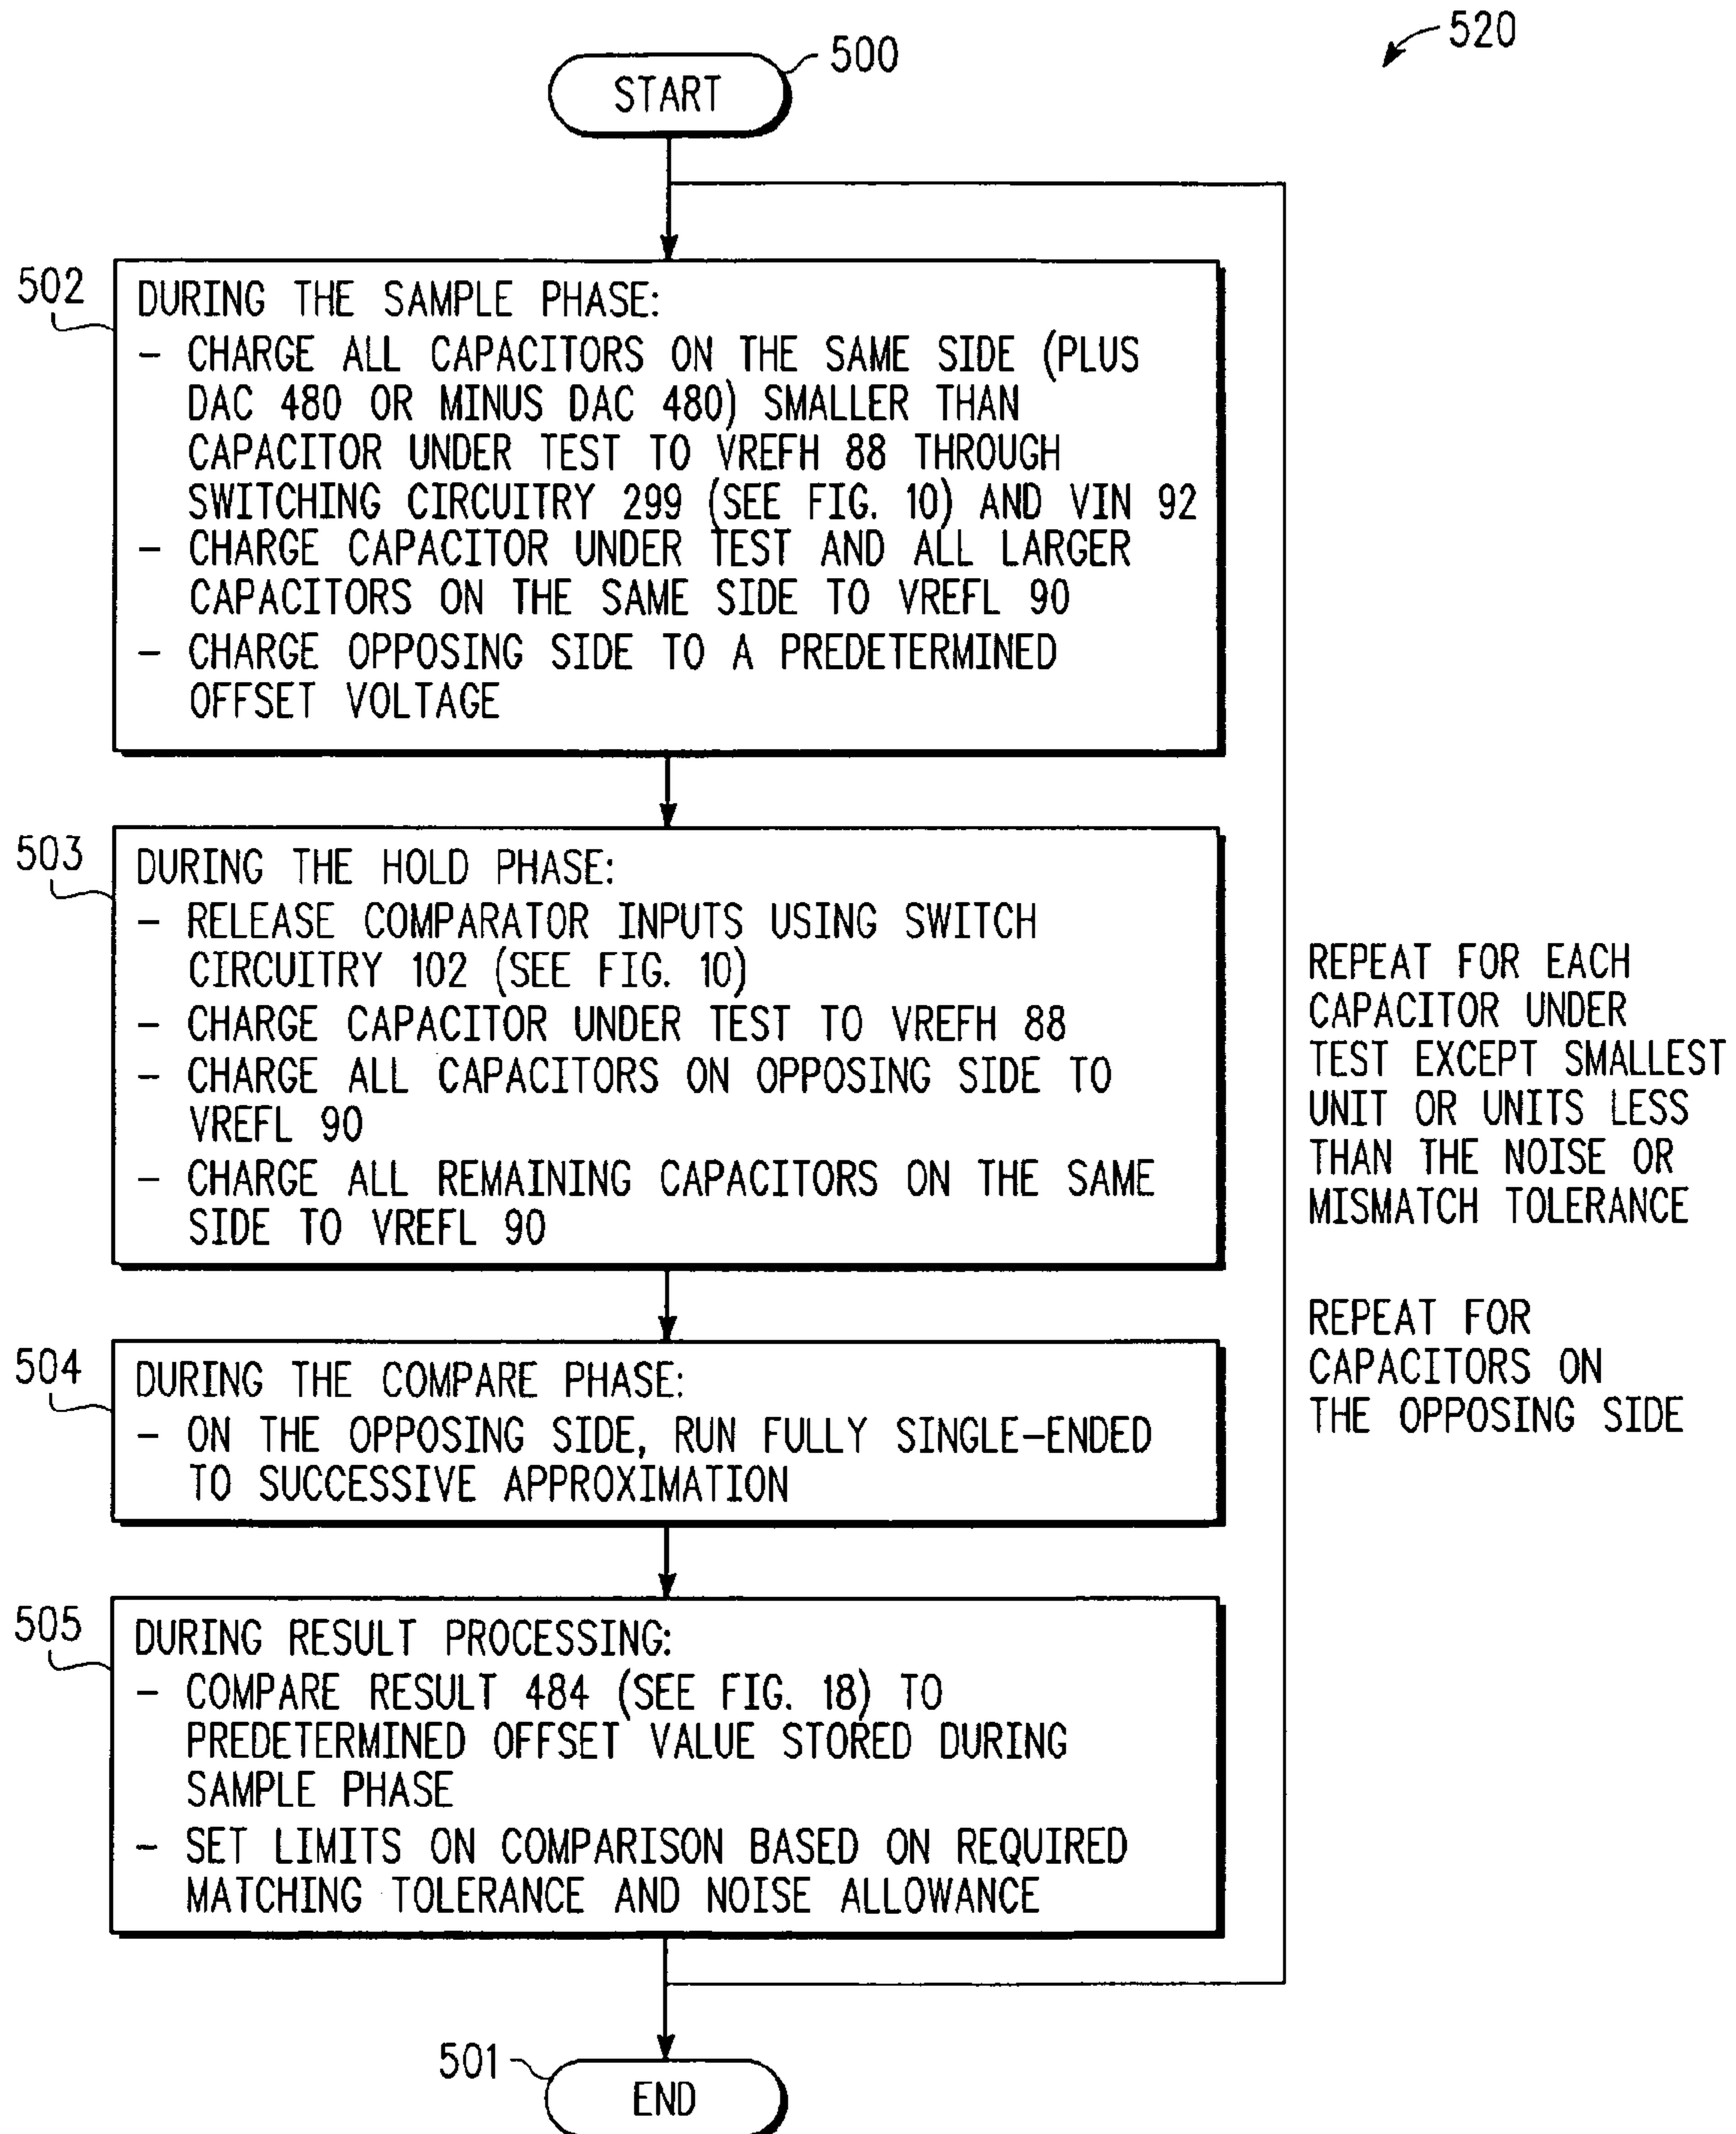 520
500
START
502
DURING THE SAMPLE PHASE:
- CHARGE ALL CAPACITORS ON THE SAME SIDE (PLUS
DAC 480 OR MINUS DAC 480) SMALLER THAN
CAPACITOR UNDER TEST TO VREFH 88 THROUGH
SWITCHING CIRCUITRY 299 (SEE FIG. 10) AND VIN 92
- CHARGE CAPACITOR UNDER TEST AND ALL LARGER
CAPACITORS ON THE SAME SIDE TO VREFL 90
- CHARGE OPPOSING SIDE TO A PREDETERMINED
OFFSET VOLTAGE
503
DURING THE HOLD PHASE:
- RELEASE COMPARATOR INPUTS USING SWITCH
CIRCUITRY 102 (SEE FIG. 10)
- CHARGE CAPACITOR UNDER TEST TO VREFH 88
- CHARGE ALL CAPACITORS ON OPPOSING SIDE TO
VREFL 90
- CHARGE ALL REMAINING CAPACITORS ON THE SAME
SIDE TO VREFL 90
REPEAT FOR EACH
CAPACITOR UNDER
TEST EXCEPT SMALLEST
UNIT OR UNITS LESS
THAN THE NOISE OR
MISMATCH TOLERANCE
REPEAT FOR
CAPACITORS ON
THE OPPOSING SIDE
504
DURING THE COMPARE PHASE:
- ON THE OPPOSING SIDE, RUN FULLY SINGLE-ENDED
TO SUCCESSIVE APPROXIMATION
505
DURING RESULT PROCESSING:
- COMPARE RESULT 484 (SEE FIG. 18) TO
PREDETERMINED OFFSET VALUE STORED DURING
SAMPLE PHASE
- SET LIMITS ON COMPARISON BASED ON REQUIRED
MATCHING TOLERANCE AND NOISE ALLOWANCE
501
END